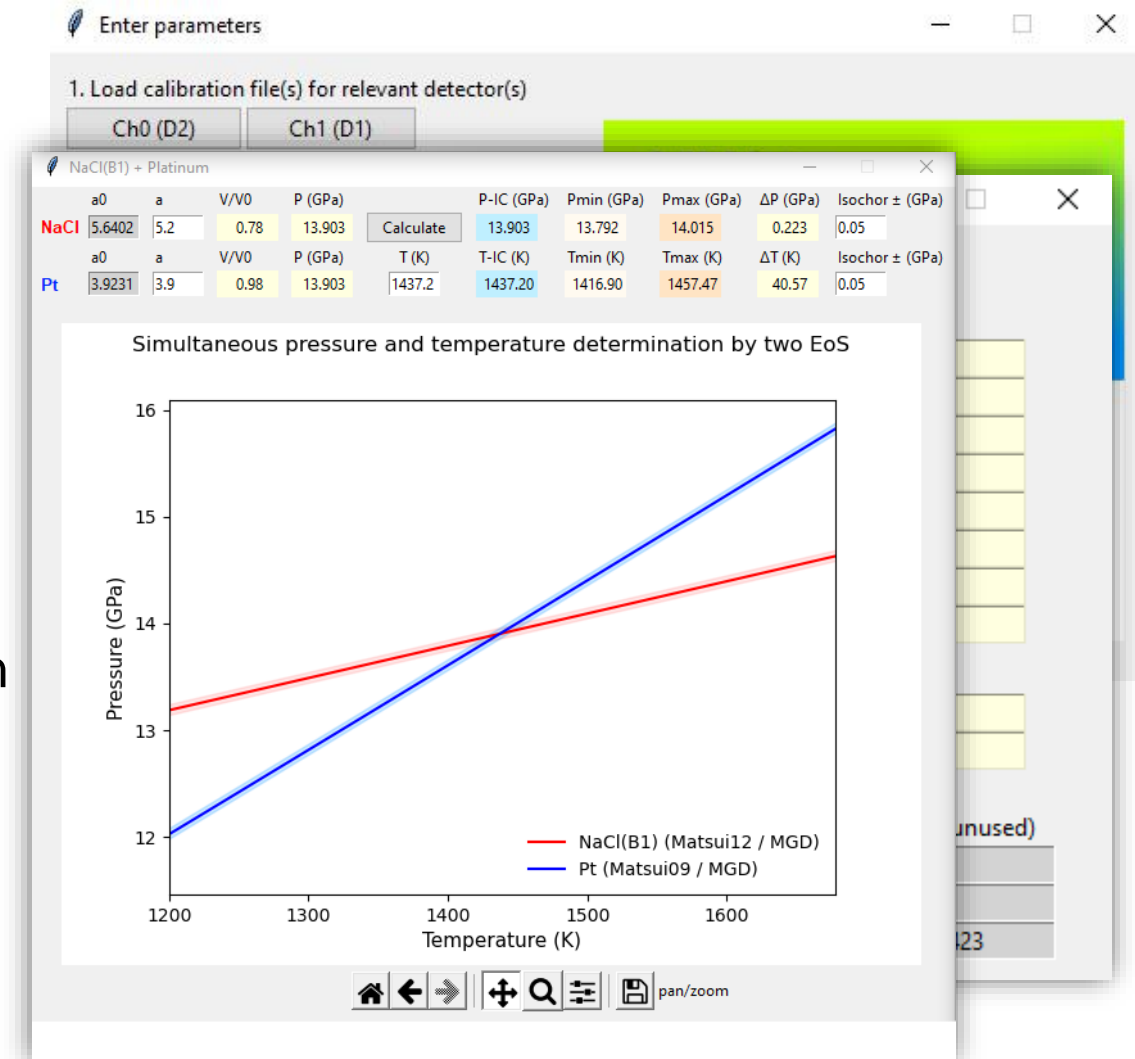 Enter parameters
1. Load calibration file(s) for relevant detector(s)
Ch0 (D2) Ch1 (D1)
NaCl(B1) + Platinum
a0 a V/V0 P (GPa) P-IC (GPa) Pmin (GPa) Pmax (GPa) ΔP (GPa) Isochor ± (GPa)
NaCl 5.6402 5.2 0.78 13.903 Calculate 13.903 13.792 14.015 0.223 0.05
a0 a V/V0 P (GPa) T (K) T-IC (K) Tmin (K) Tmax (K) ΔT (K) Isochor ± (GPa)
Pt 3.9231 3.9 0.98 13.903 1437.2 1437.20 1416.90 1457.47 40.57 0.05
Simultaneous pressure and temperature determination by two EoS
16
15
14
13
12
Pressure (GPa)
NaCl(B1) (Matsui12 / MGD)
Pt (Matsui09 / MGD)
1200 1300 1400 1500 1600
Temperature (K)
pan/zoom
unused)
423
n